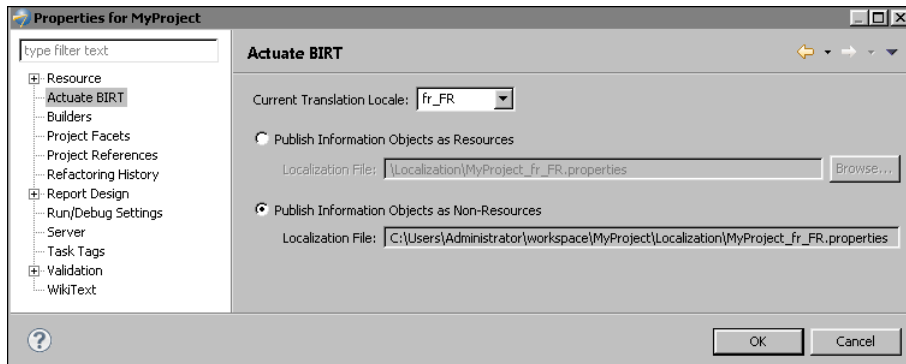 Properties for MyProject
type filter text
Resource
Actuate BIRT
Builders
Project Facets
Project References
Refactoring History
Report Design
Run/Debug Settings
Server
Task Tags
Validation
WikiText
Actuate BIRT
Current Translation Locale: fr_FR
Publish Information Objects as Resources
Localization File: \Localization\MyProject_fr_FR.properties Browse...
Publish Information Objects as Non-Resources
Localization File: C:\Users\Administrator\workspace\MyProject\Localization\MyProject_fr_FR.properties
?
OK Cancel